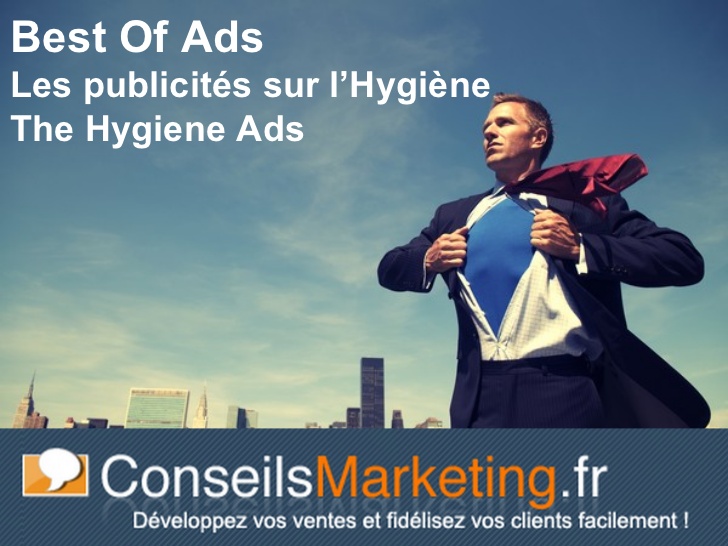 Best Of Ads
Les publicités sur l’Hygiène
The Hygiene Ads
ConseilsMarketing.fr
Développez vos ventes et fidélisez vos clients facilement !